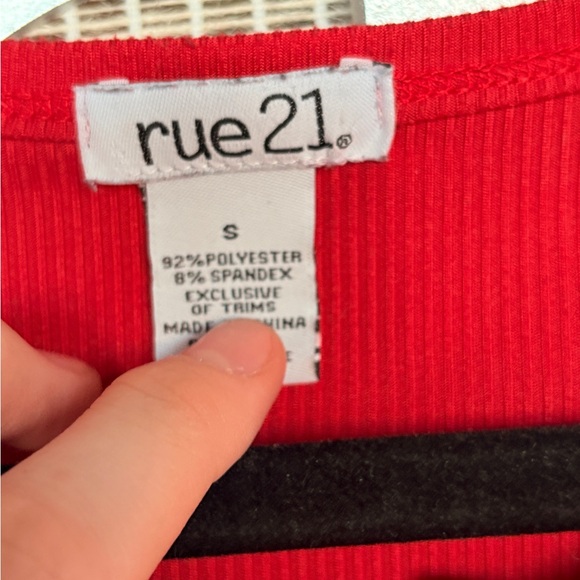 rue21®
S
92%POLYESTER
8% SPANDEX
EXCLUSIVE
OF TRIMS
MADE